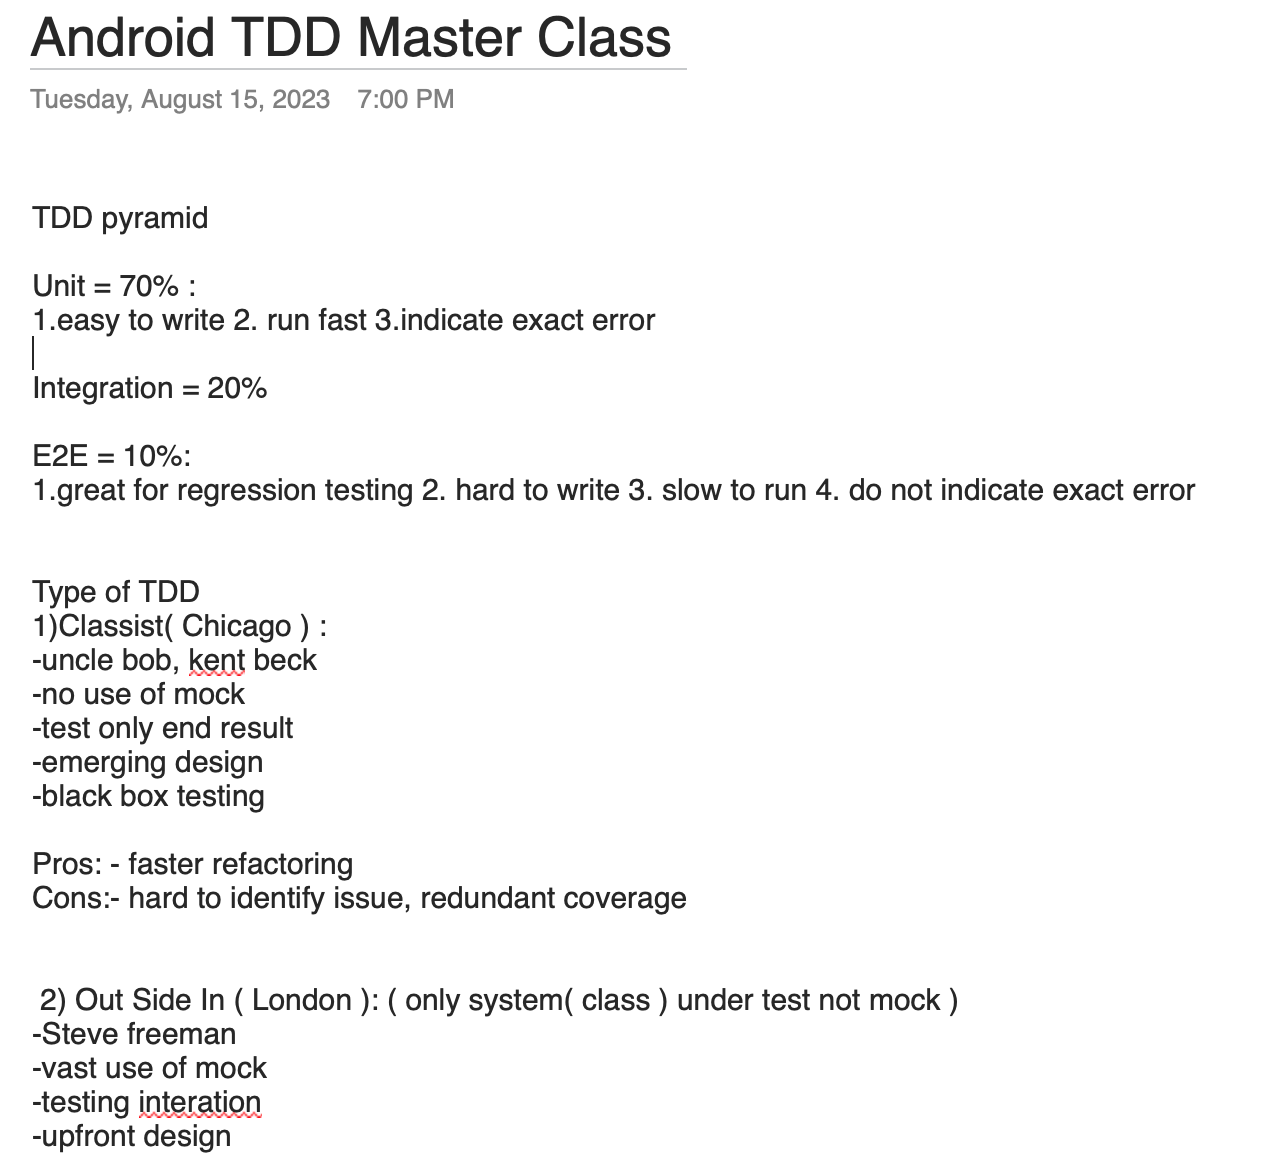 Android TDD Master Class
Tuesday, August 15, 2023 7:00 PM
TDD pyramid
Unit = 70% :
1.easy to write 2. run fast 3.indicate exact error
Integration = 20%
E2E = 10%:
1.great for regression testing 2. hard to write 3. slow to run 4. do not indicate exact error
Type of TDD
1)Classist( Chicago ) :
-uncle bob, kent beck
-no use of mock
-test only end result
-emerging design
-black box testing
Pros: - faster refactoring
Cons:- hard to identify issue, redundant coverage
2) Out Side In ( London ): ( only system( class ) under test not mock )
-Steve freeman
-vast use of mock
-testing interation
-upfront design